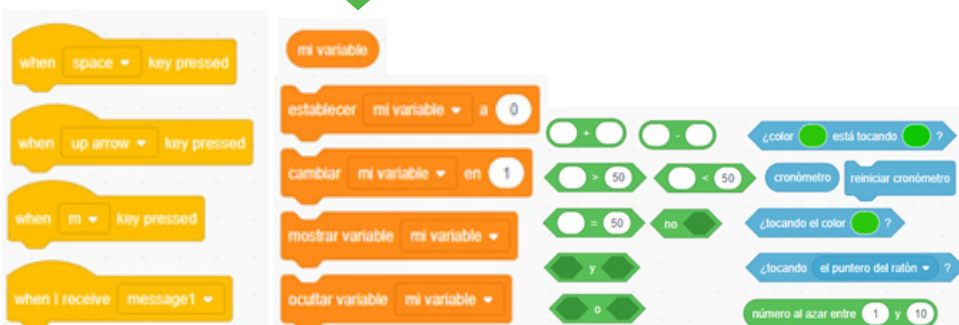 when space key pressed
when up arrow key pressed
when m key pressed
when I receive message1
mi variable
establecer mi variable a 0
cambiar mi variable en 1
mostrar variable mi variable
ocultar variable mi variable
+ -
> 50 < 50
= 50 no
y
o
¿color está tocando ?
cronómetro reiniciar cronómetro
¿tocando el color ?
¿tocando el puntero del ratón ?
número al azar entre 1 y 10